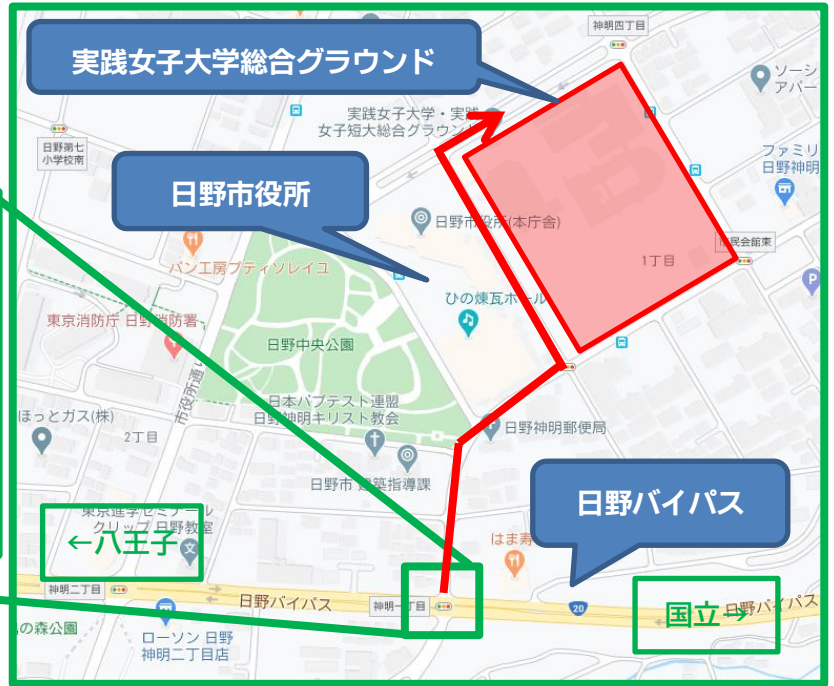 神明四丁目
実践女子大学総合グラウンド
ソーシ
アパー
実践女子大学・実践
女子短大総合グラウンド
日野第七
小学校南
ファミリ
日野神明
日野市役所
日野市役所(本庁舎)
市民会館東
1丁目
パン工房プティソレイユ
ひの煉瓦ホール
東京消防庁 日野消防署
日野中央公園
市役所通り
日本バプテスト連盟
日野神明キリスト教会
ほっとガス(株)
2丁目
日野神明郵便局
日野市 建築指導課
日野バイパス
東京進学セミナール
クリップ 日野教室
←八王子
はま寿
神明二丁目
日野バイパス
神明一丁目
20
国立→
日野バイパス
の森公園
ローソン 日野
神明二丁目店